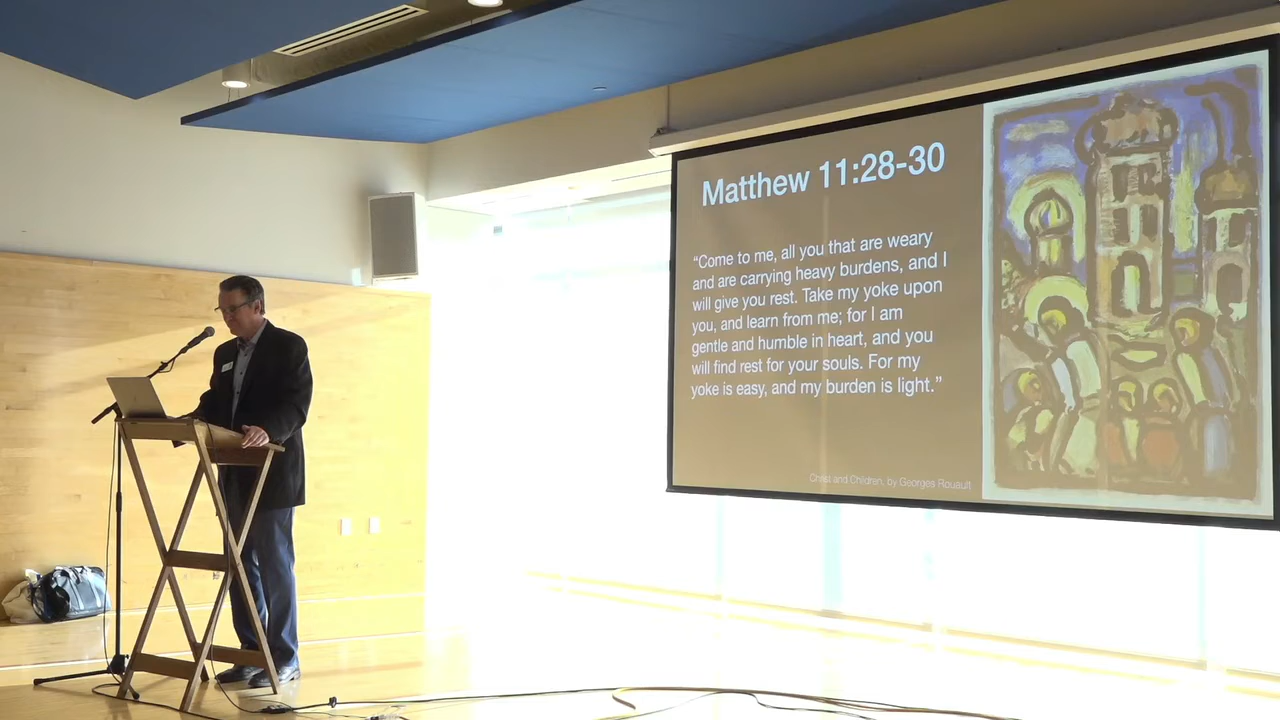 Matthew 11:28-30
“Come to me, all you that are weary
and are carrying heavy burdens, and I
will give you rest. Take my yoke upon
you, and learn from me; for I am
gentle and humble in heart, and you
will find rest for your souls. For my
yoke is easy, and my burden is light.”
Christ and Children, by Georges Rouault